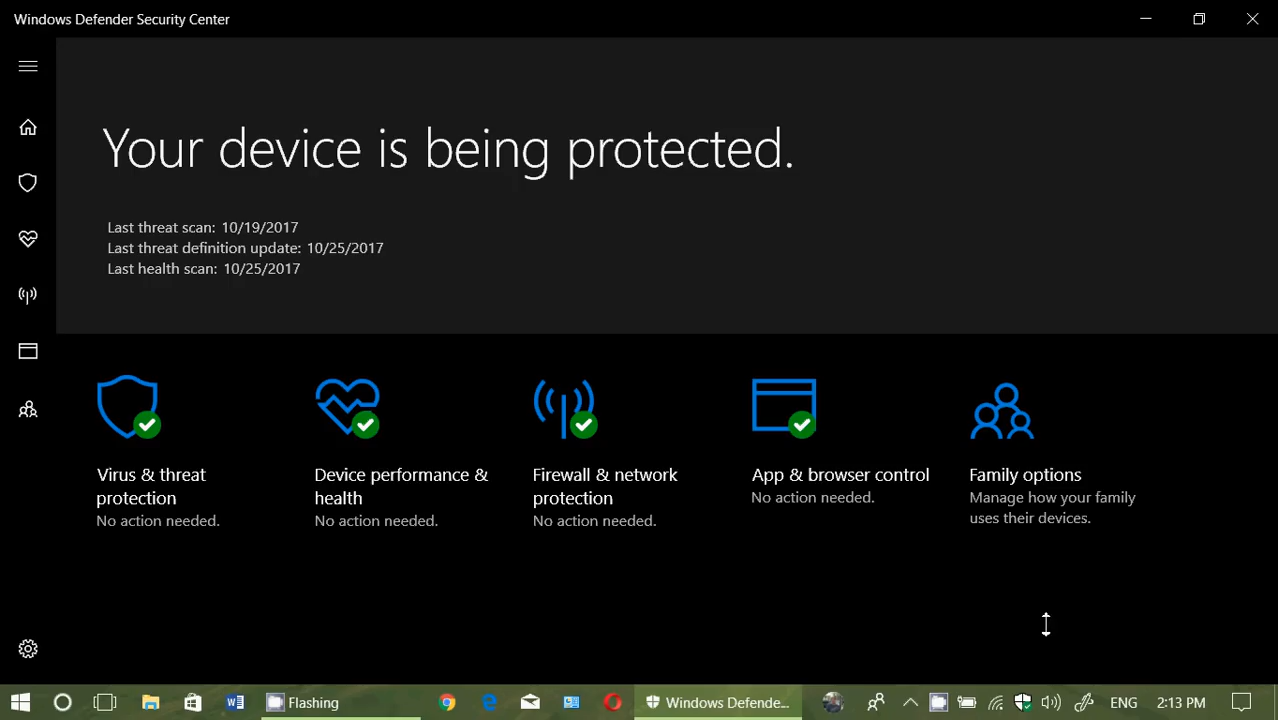 Windows Defender Security Center
Your device is being protected.
Last threat scan: 10/19/2017
Last threat definition update: 10/25/2017
Last health scan: 10/25/2017
Virus & threat
protection
No action needed.
Device performance &
health
No action needed.
Firewall & network
protection
No action needed.
App & browser control
No action needed.
Family options
Manage how your family
uses their devices.
Flashing
Windows Defende...
ENG
2:13 PM